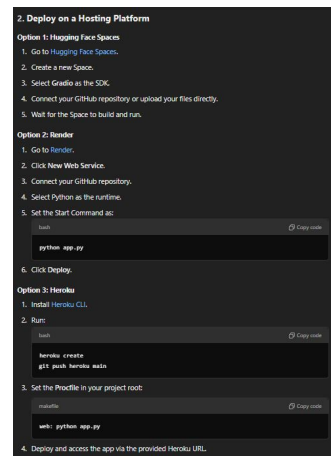 2. Deploy on a Hosting Platform
Option 1: Hugging Face Spaces
1. Go to Hugging Face Spaces.
2. Create a new Space.
3. Select Gradio as the SDK.
4. Connect your GitHub repository or upload your files directly.
5. Wait for the Space to build and run.
Option 2: Render
1. Go to Render.
2. Click New Web Service.
3. Connect your GitHub repository.
4. Select Python as the runtime.
5. Set the Start Command as:
bash Copy code
python app.py
6. Click Deploy.
Option 3: Heroku
1. Install Heroku CLI.
2. Run:
bash Copy code
heroku create
git push heroku main
3. Set the Procfile in your project root:
makefile Copy code
web: python app.py
4. Deploy and access the app via the provided Heroku URL.